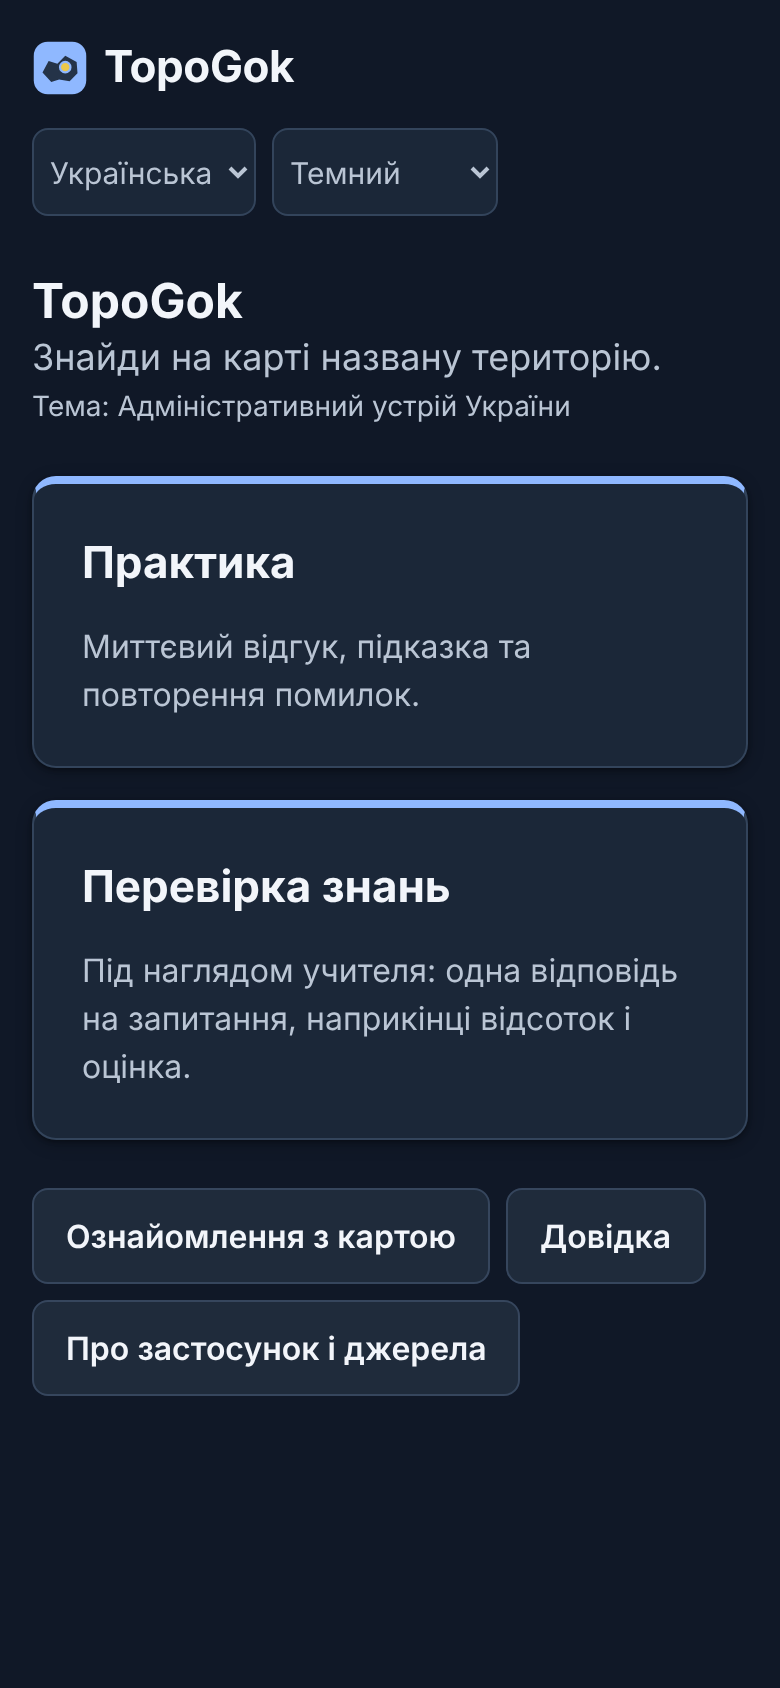 TopoGok
Українська
Темний
TopoGok
Знайди на карті названу територію.
Тема: Адміністративний устрій України
Практика
Миттєвий відгук, підказка та
повторення помилок.
Перевірка знань
Під наглядом учителя: одна відповідь
на запитання, наприкінці відсоток і
оцінка.
Ознайомлення з картою
Довідка
Про застосунок і джерела